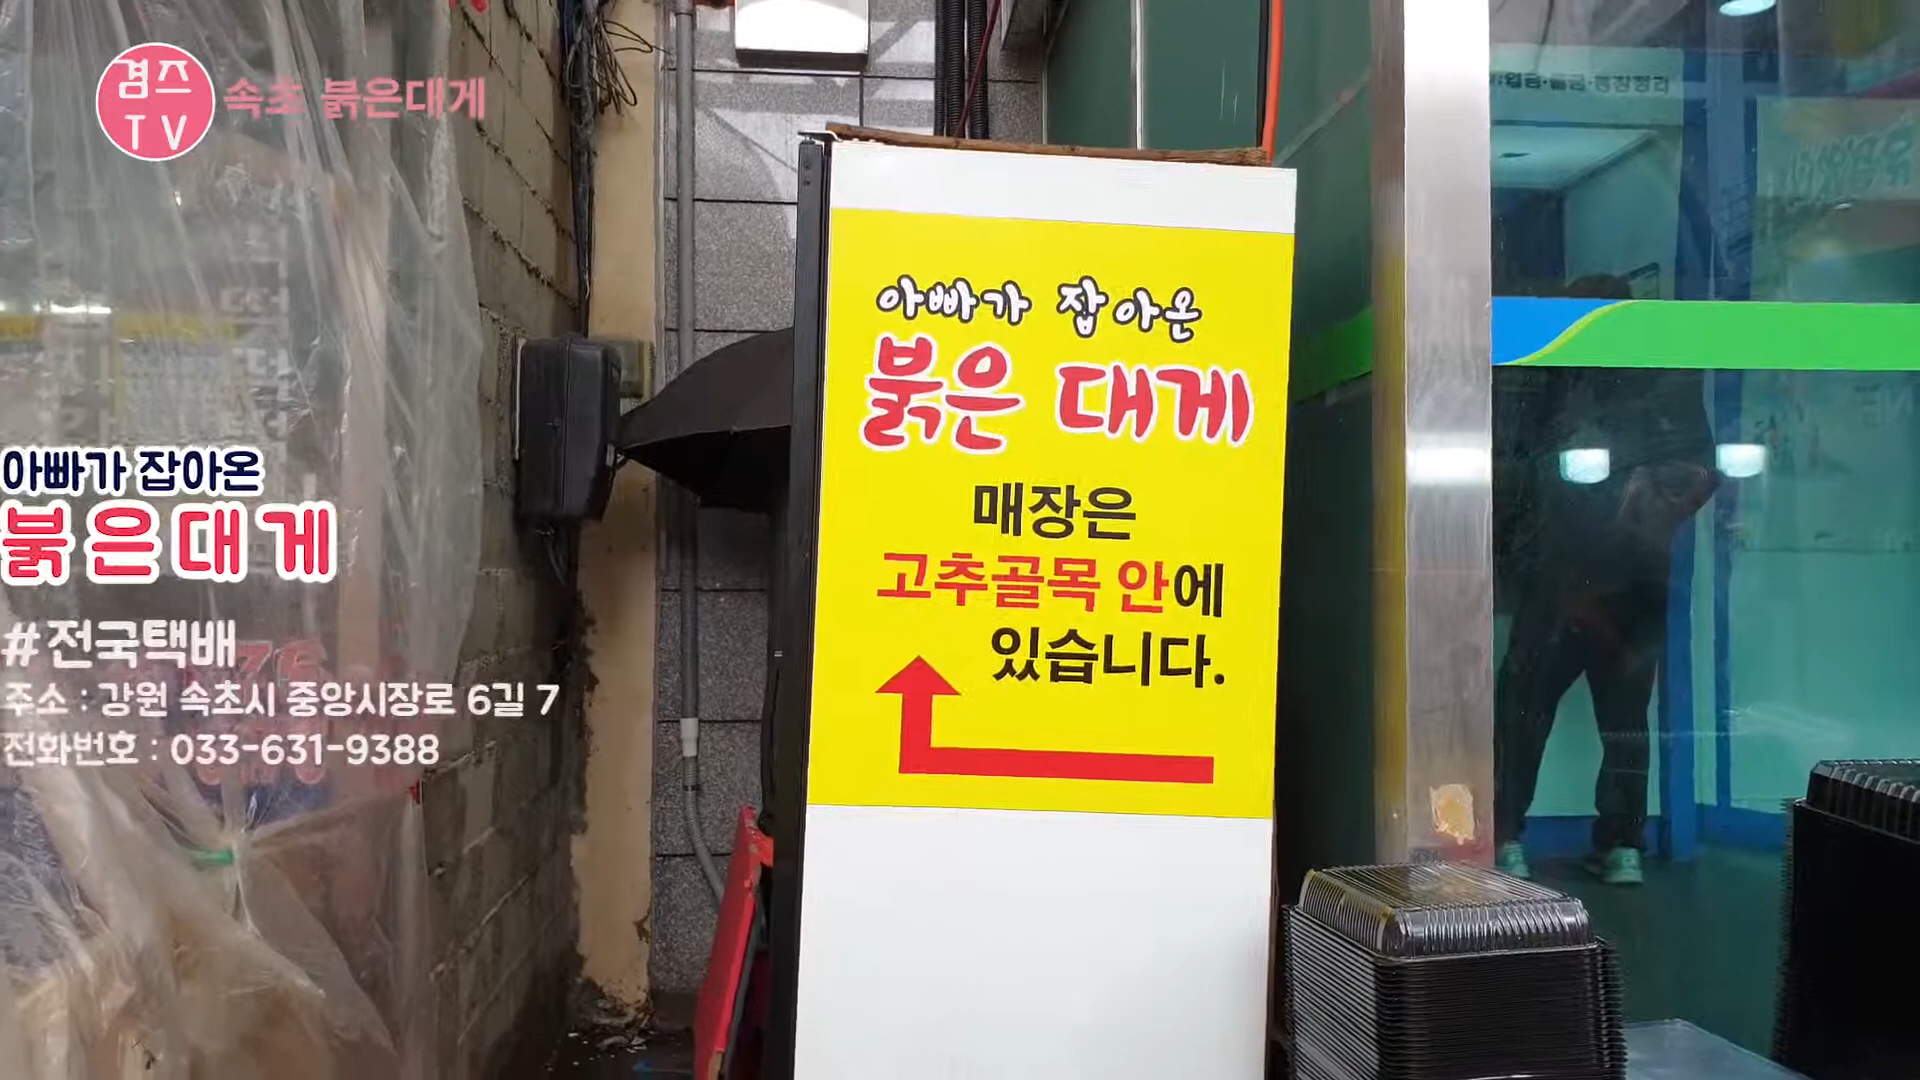 겸즈
TV
속초 붉은대게
아빠가 잡아온
붉은 대게
매장은
고추골목 안에
있습니다.
아빠가 잡아온
붉은대게
#전국택배
주소 : 강원 속초시 중앙시장로 6길 7
전화번호 : 033-631-9388